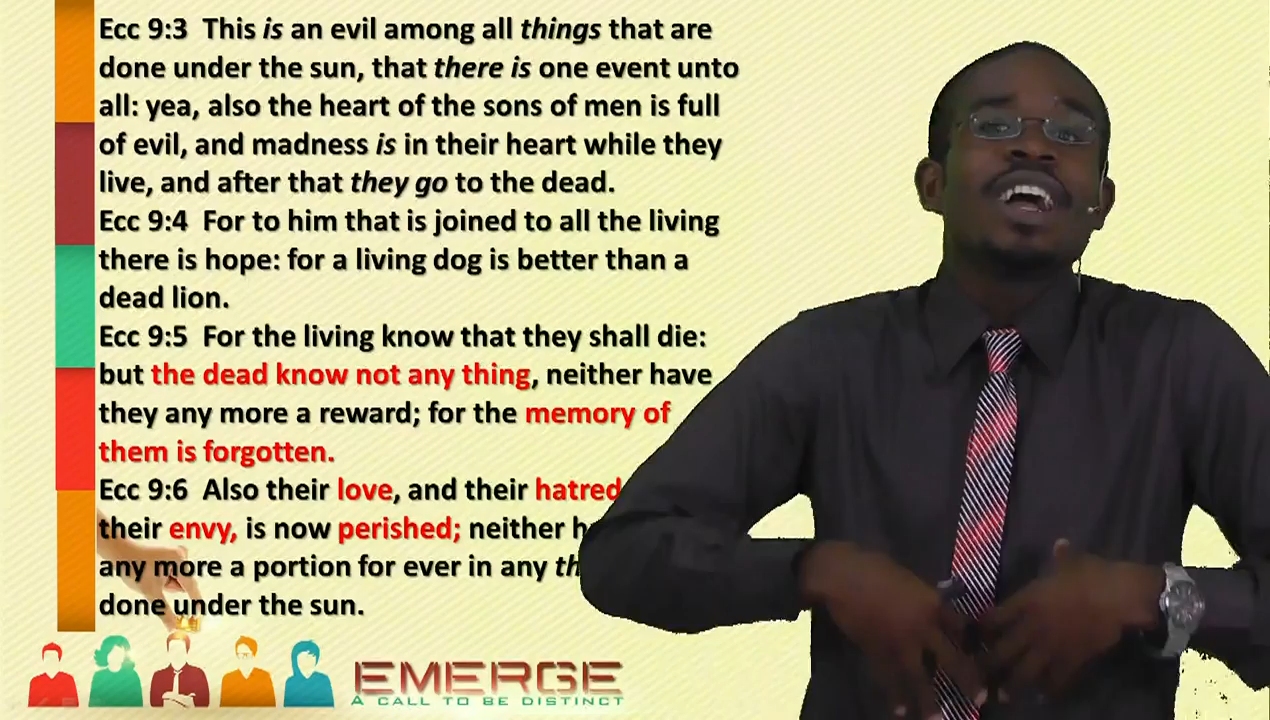 Ecc 9:3 This is an evil among all things that are
done under the sun, that there is one event unto
all: yea, also the heart of the sons of men is full
of evil, and madness is in their heart while they
live, and after that they go to the dead.
Ecc 9:4 For to him that is joined to all the living
there is hope: for a living dog is better than a
dead lion.
Ecc 9:5 For the living know that they shall die:
but the dead know not any thing, neither have
they any more a reward; for the memory of
them is forgotten.
Ecc 9:6 Also their love, and their hatred
their envy, is now perished; neither
any more a portion for ever in any
done under the sun.
EMERGE
A CALL TO BE DISTINCT